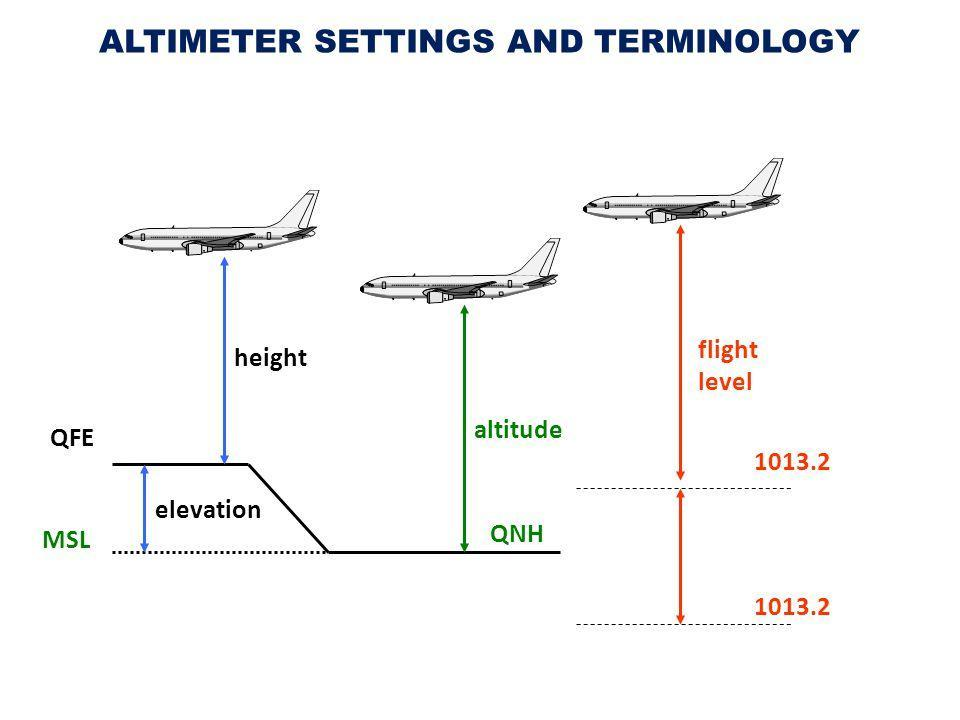 ALTIMETER SETTINGS AND TERMINOLOGY
height
flight
level
altitude
QFE
1013.2
elevation
QNH
MSL
1013.2